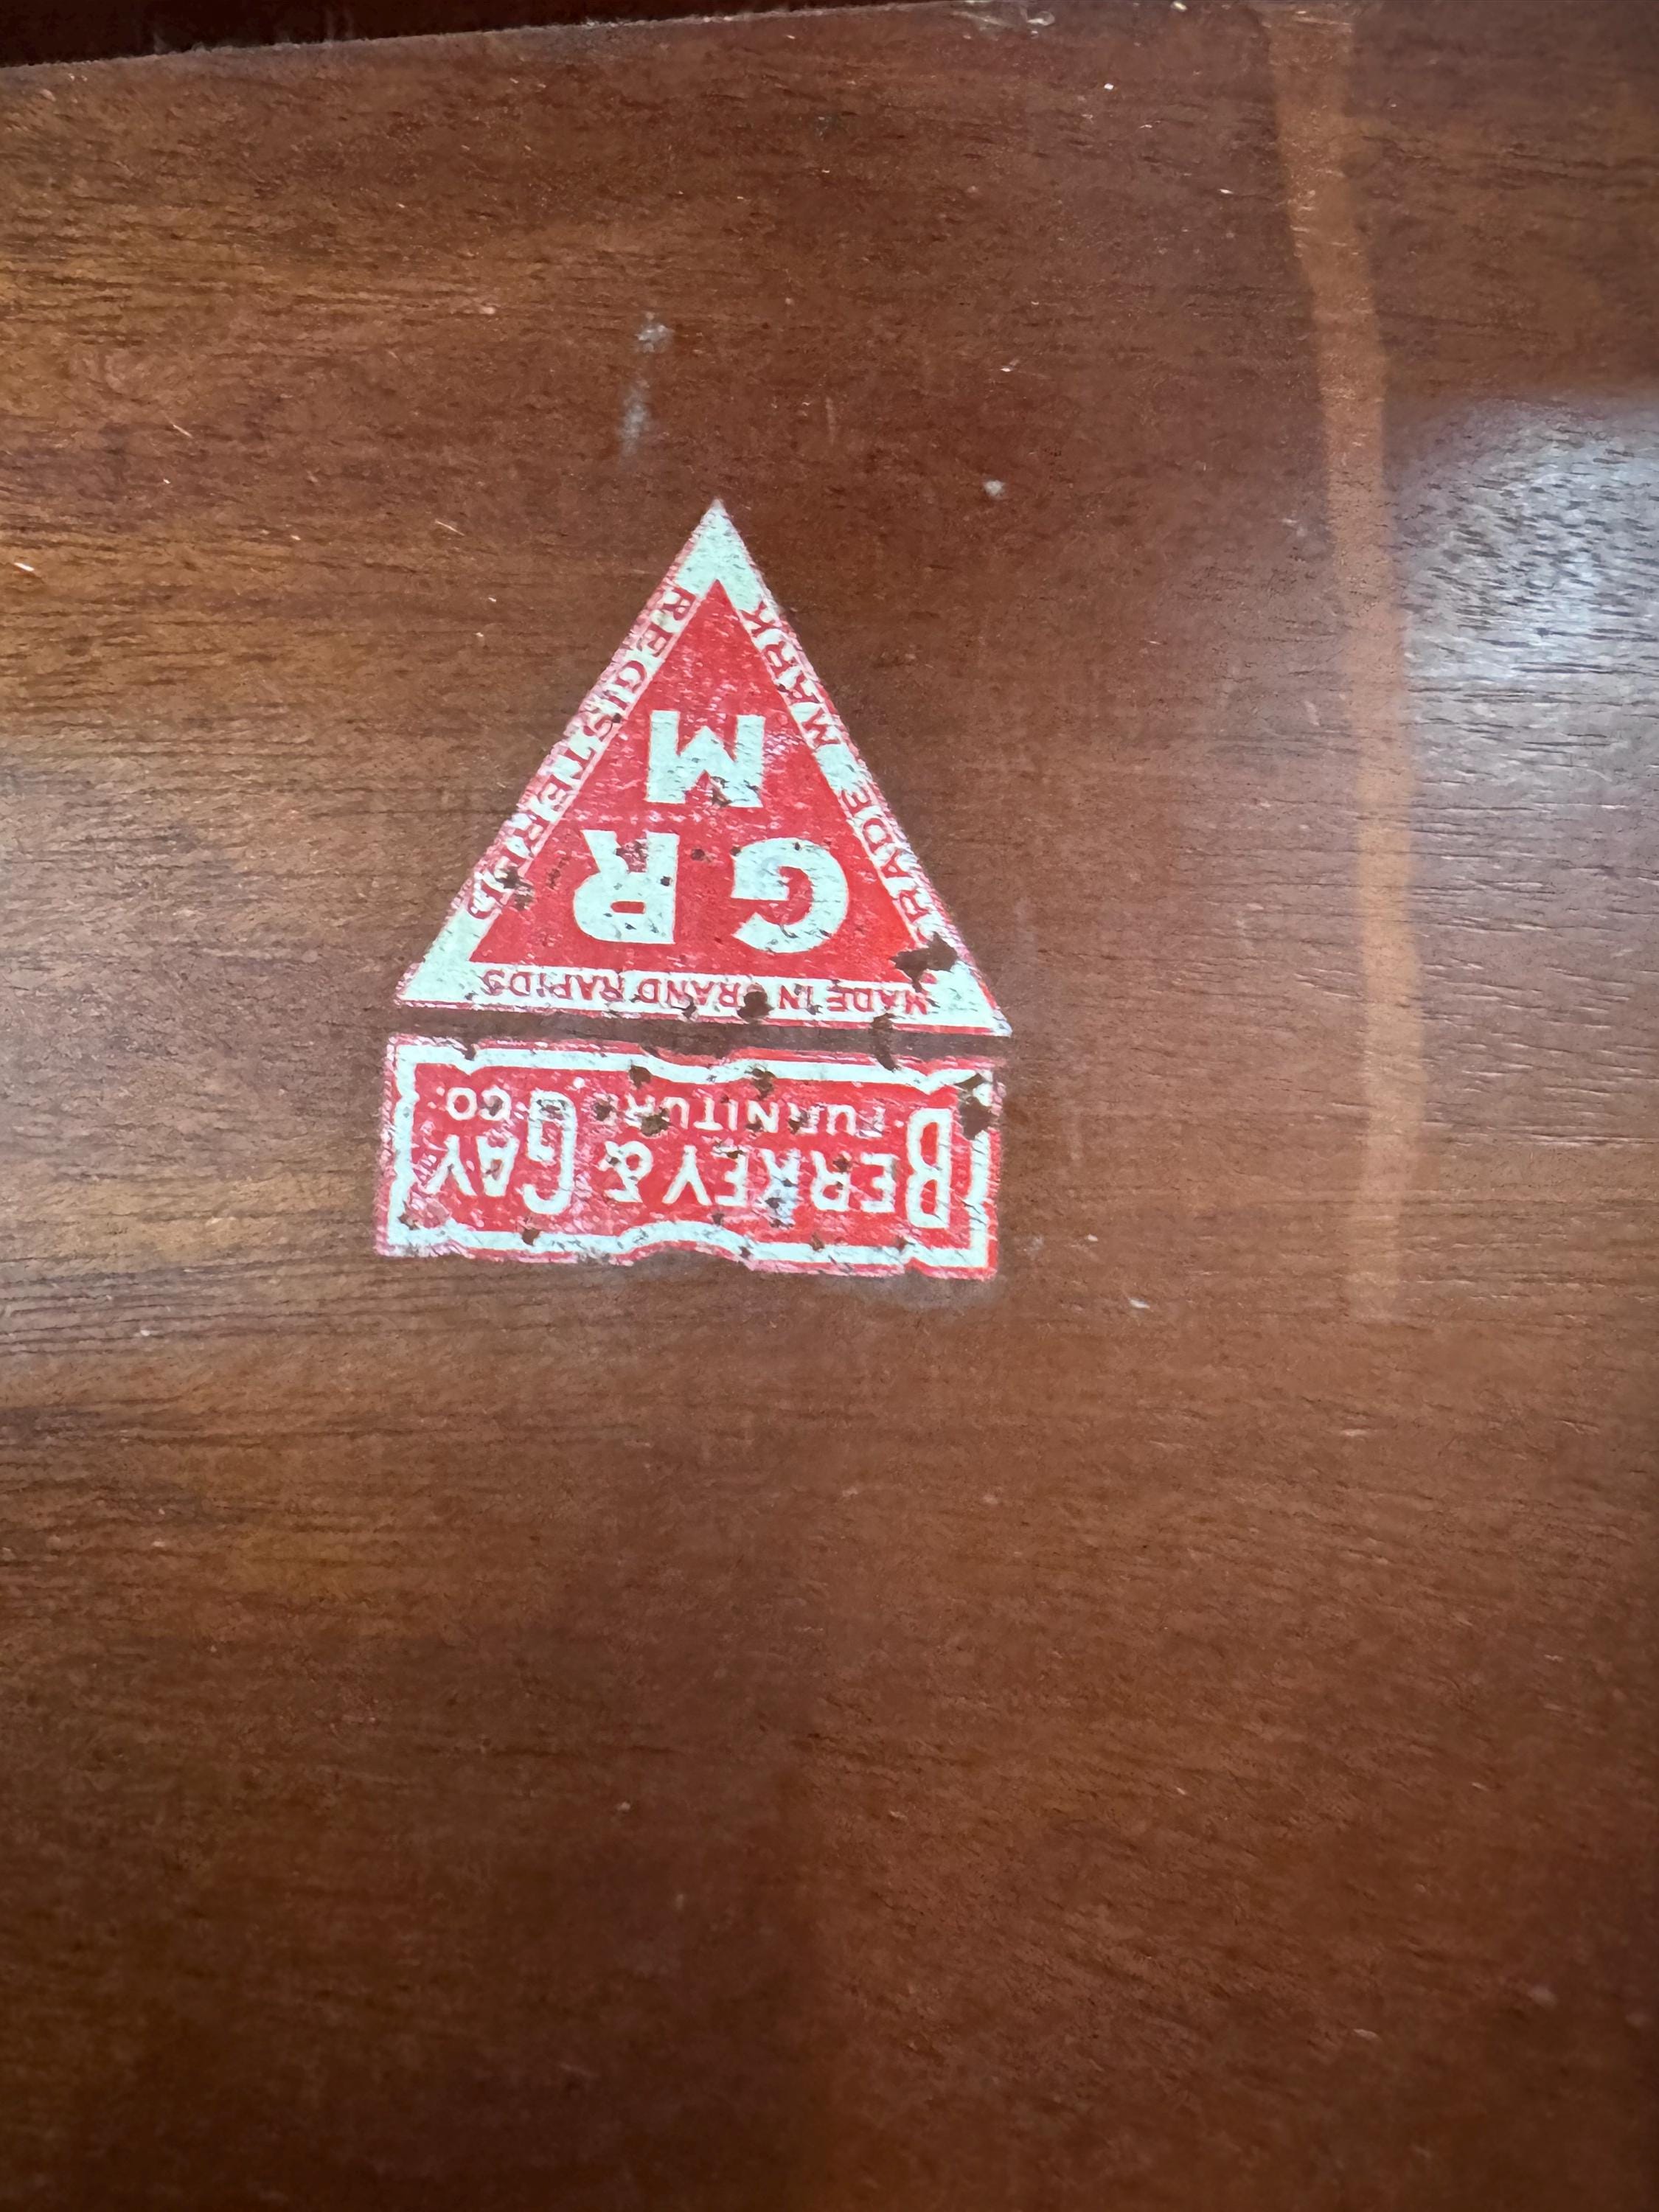 BERKEY & GAY
FURNITURE CO.
MADE IN GRAND RAPIDS
G R
M
TRADE MARK
REGISTERED